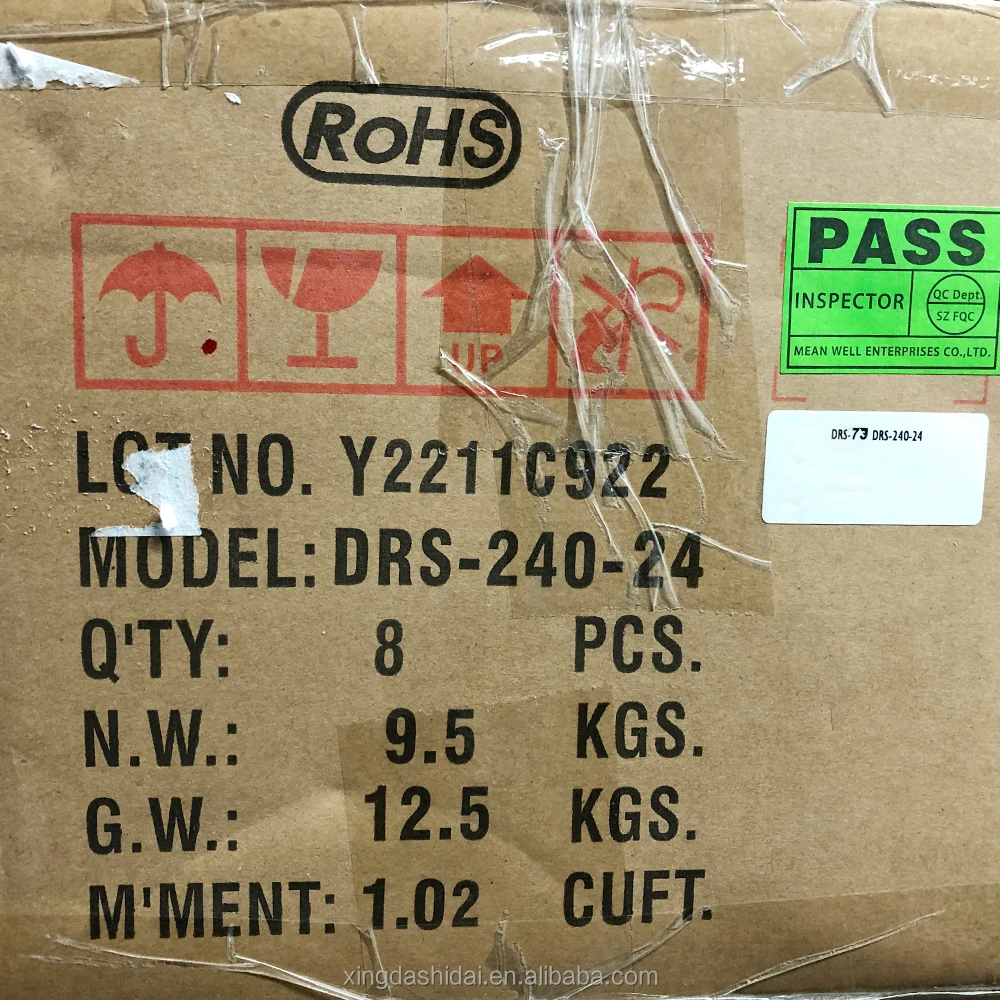 RoHS
UP
PASS
INSPECTOR
QC Dept.
SZ FQC
MEAN WELL ENTERPRISES CO.,LTD.
DRS-73 DRS-240-24
LOT NO. Y2211C922
MODEL: DRS-240-24
Q'TY: 8 PCS.
N.W.: 9.5 KGS.
G.W.: 12.5 KGS.
M'MENT: 1.02 CUFT.
xingdashidai.en.alibaba.com